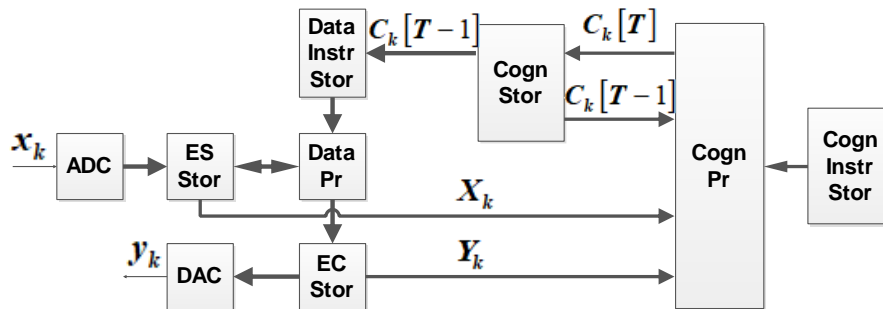 Data
Instr
Stor
C_k [T − 1]
Cogn
Stor
C_k [T]
C_k [T − 1]
Cogn
Pr
Cogn
Instr
Stor
x_k
ADC
ES
Stor
Data
Pr
X_k
y_k
DAC
EC
Stor
Y_k